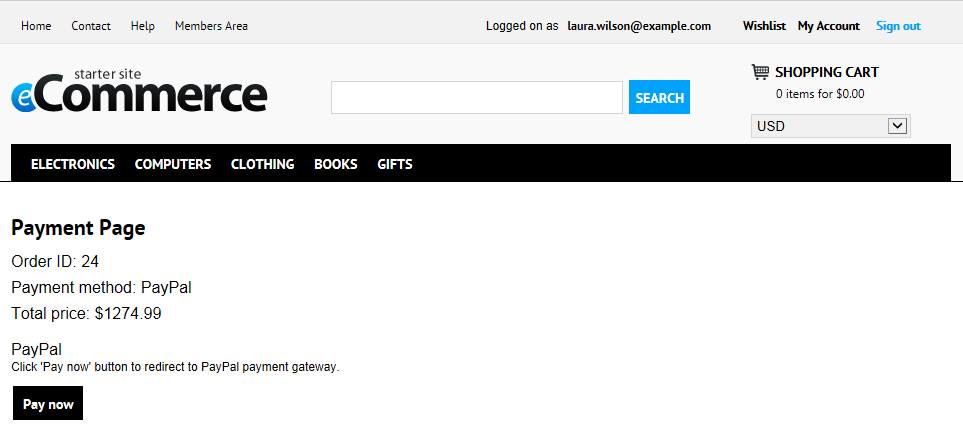 Home Contact Help Members Area Logged on as laura.wilson@example.com Wishlist My Account Sign out
starter site
eCommerce
SEARCH
SHOPPING CART
0 items for $0.00
USD
ELECTRONICS COMPUTERS CLOTHING BOOKS GIFTS
Payment Page
Order ID: 24
Payment method: PayPal
Total price: $1274.99
PayPal
Click 'Pay now' button to redirect to PayPal payment gateway.
Pay now